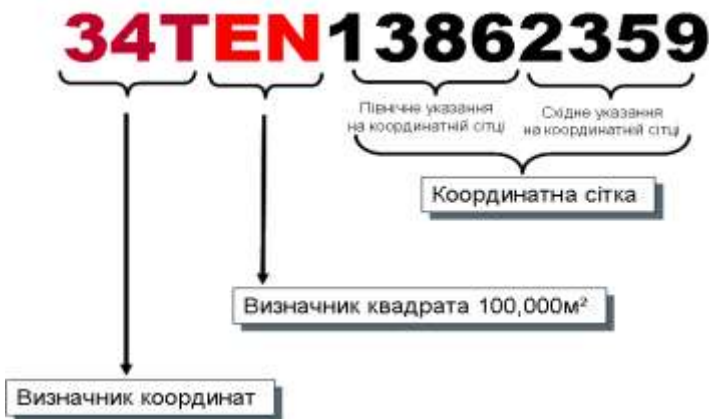 34TEN13862359
Північне указання
на координатній сітці
Східне указання
на координатній сітці
Координатна сітка
Визначник квадрата 100,000м²
Визначник координат